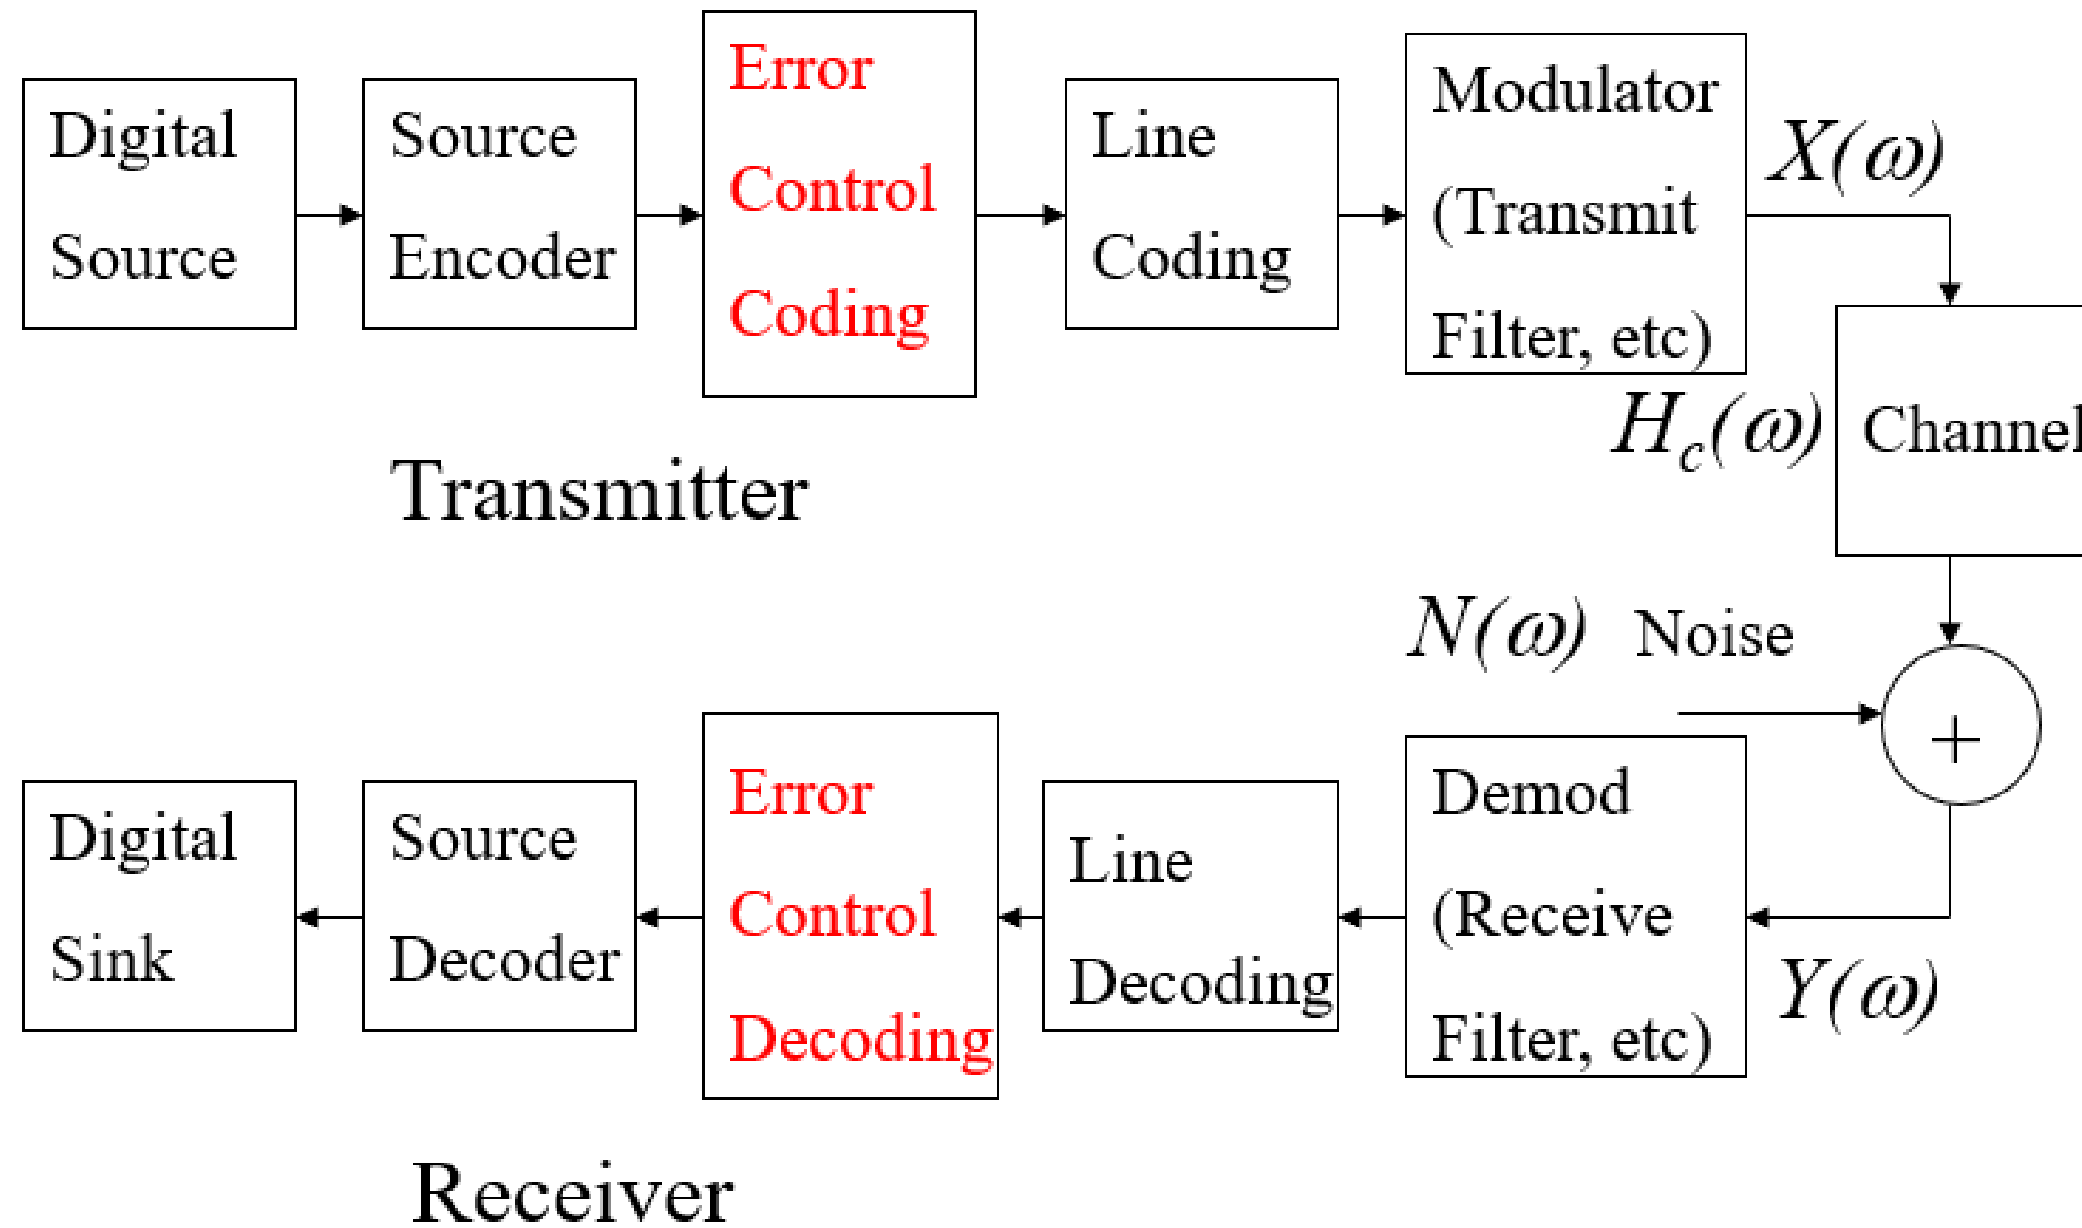 Digital
Source
Source
Encoder
Error
Control
Coding
Line
Coding
Modulator
(Transmit
Filter, etc)
X(ω)
Hc(ω)
Channel
Transmitter
N(ω) Noise
+
Digital
Sink
Source
Decoder
Error
Control
Decoding
Line
Decoding
Demod
(Receive
Filter, etc)
Y(ω)
Receiver